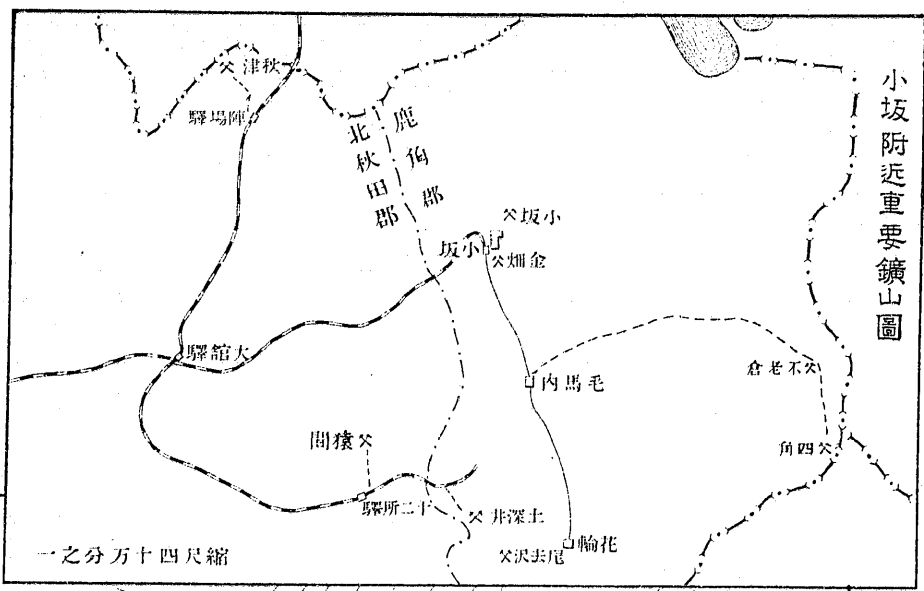 小坂附近重要鑛山圖
秋津
驛場陣
鹿角郡
北秋田郡
小坂
小坂
金畑
驛舘大
毛馬內
不老倉
四角
猿間
驛所二十
土深井
花輪
尾去沢
縮尺四十万分之一